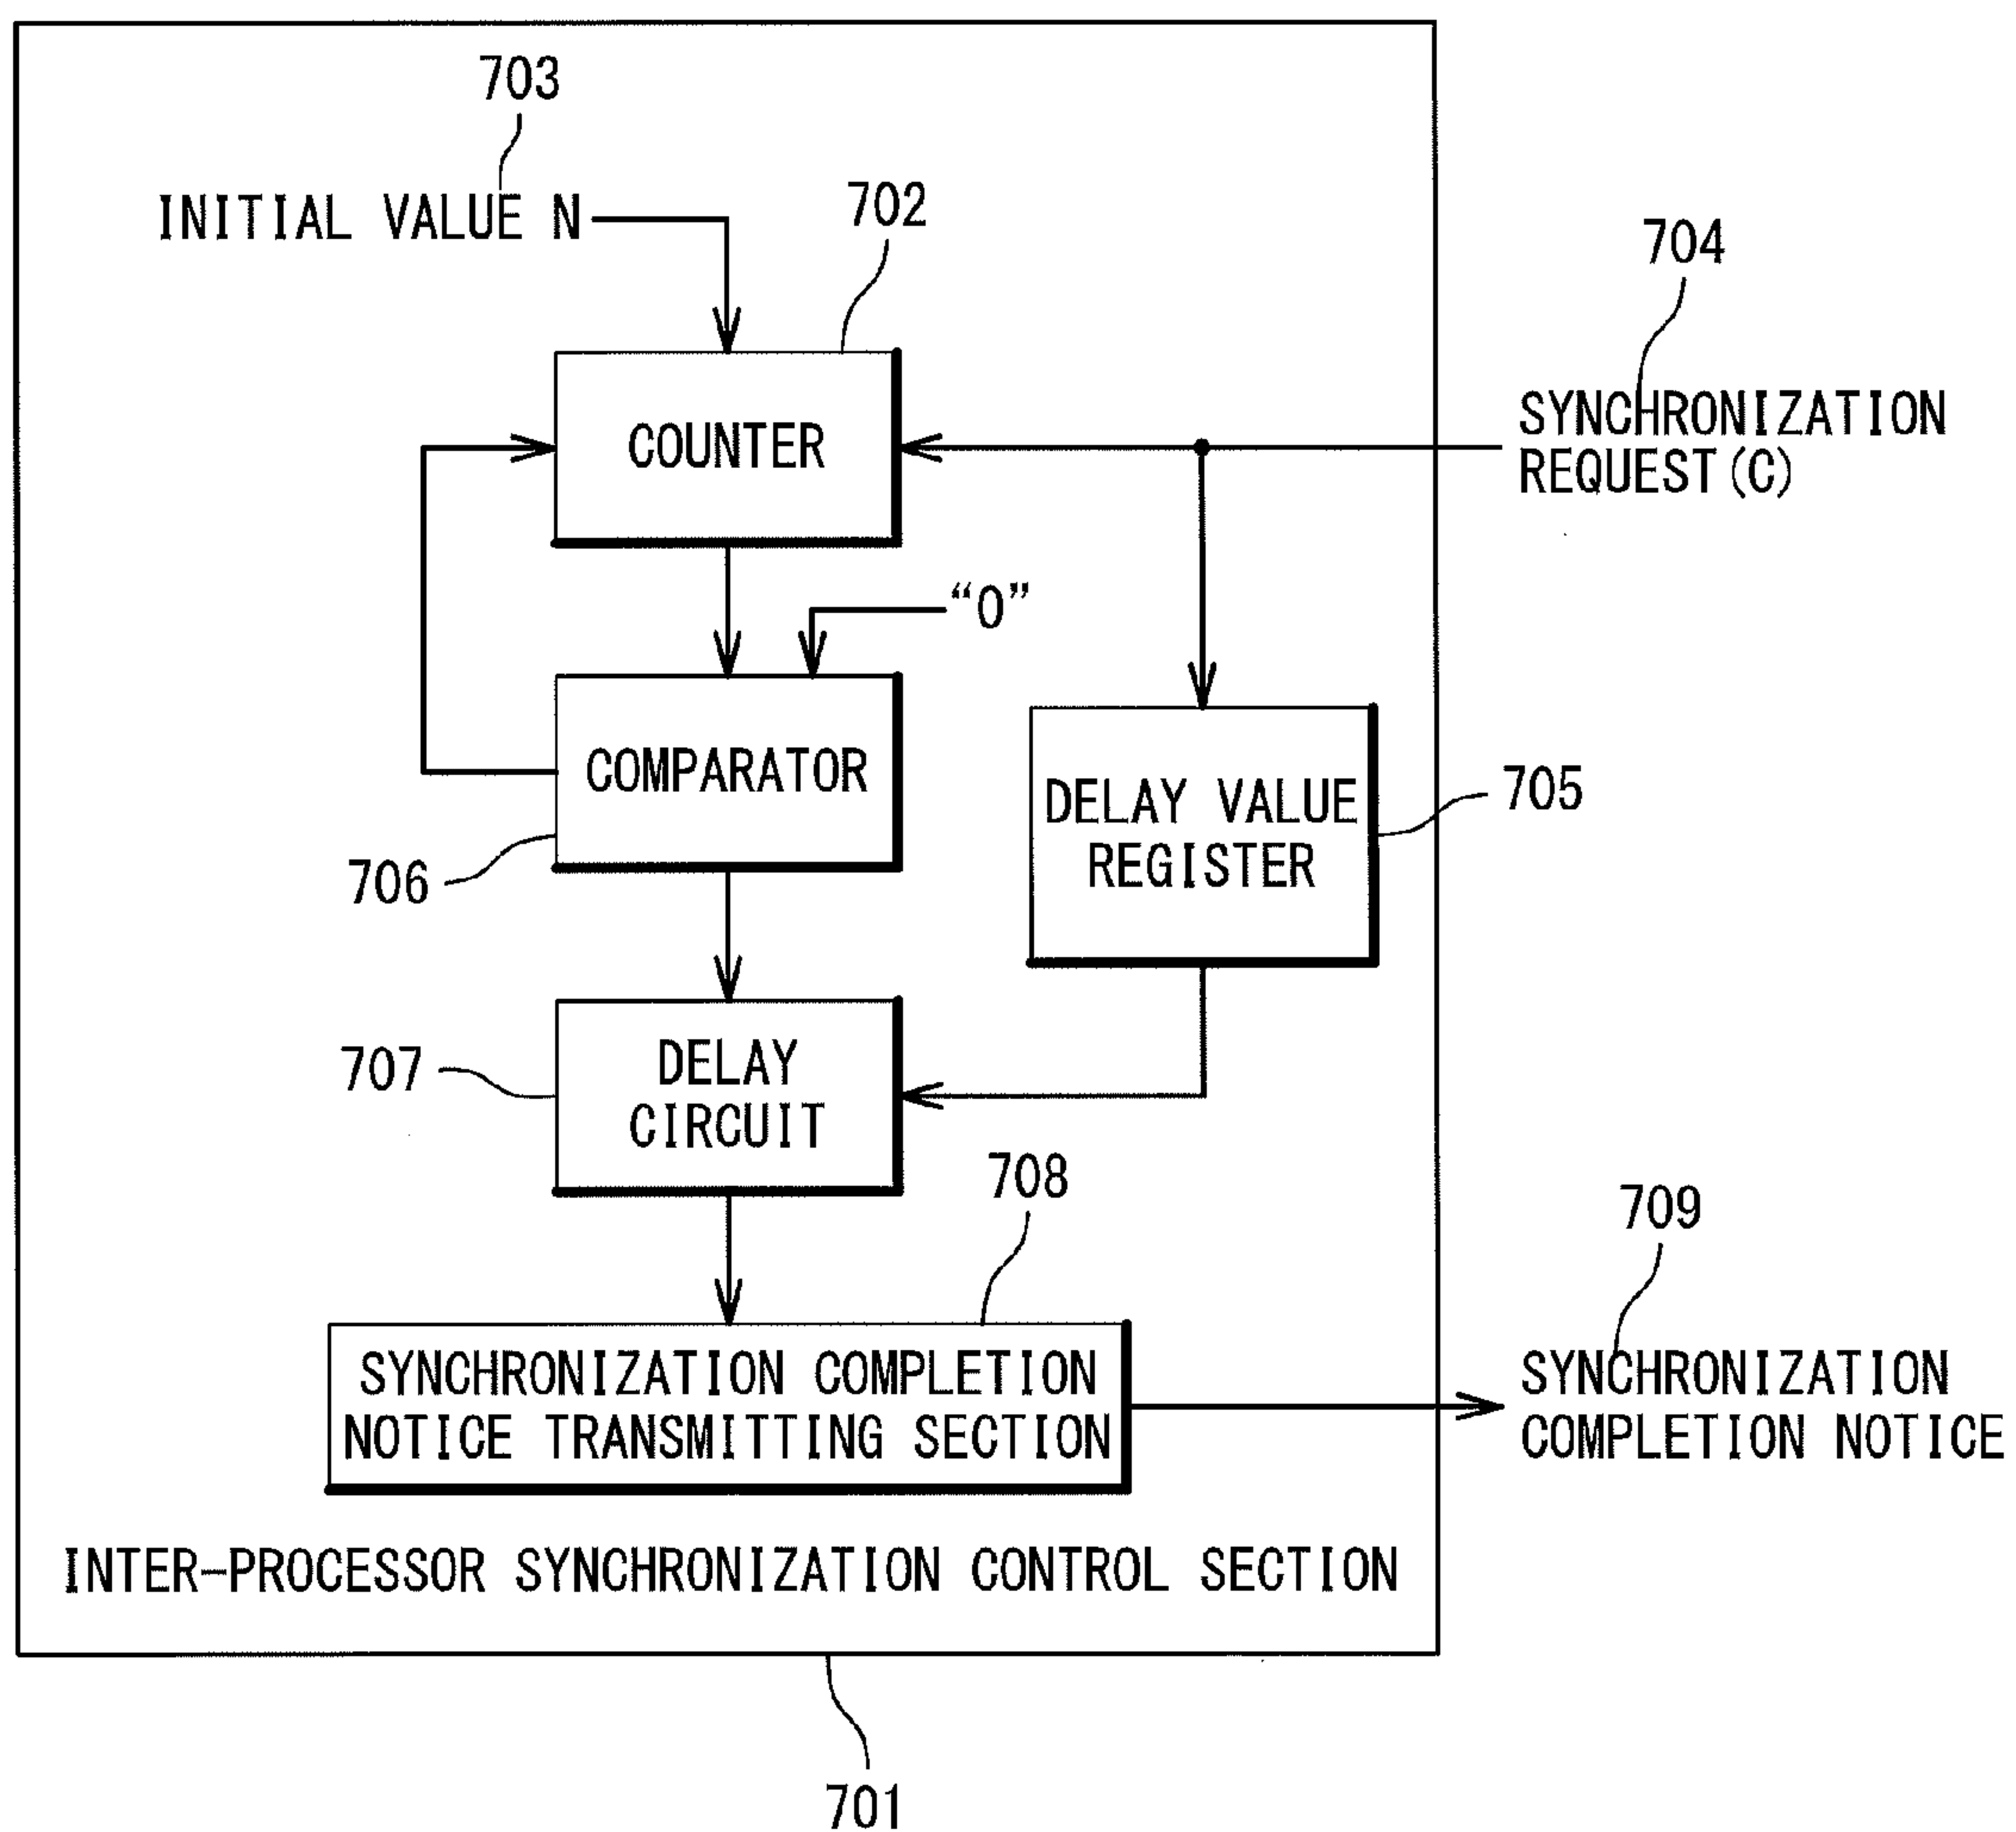 703
INITIAL VALUE N
702
704
SYNCHRONIZATION
REQUEST(C)
COUNTER
“0”
COMPARATOR
706
DELAY VALUE
REGISTER
705
DELAY
CIRCUIT
707
708
709
SYNCHRONIZATION COMPLETION
NOTICE TRANSMITTING SECTION
SYNCHRONIZATION
COMPLETION NOTICE
INTER-PROCESSOR SYNCHRONIZATION CONTROL SECTION
701